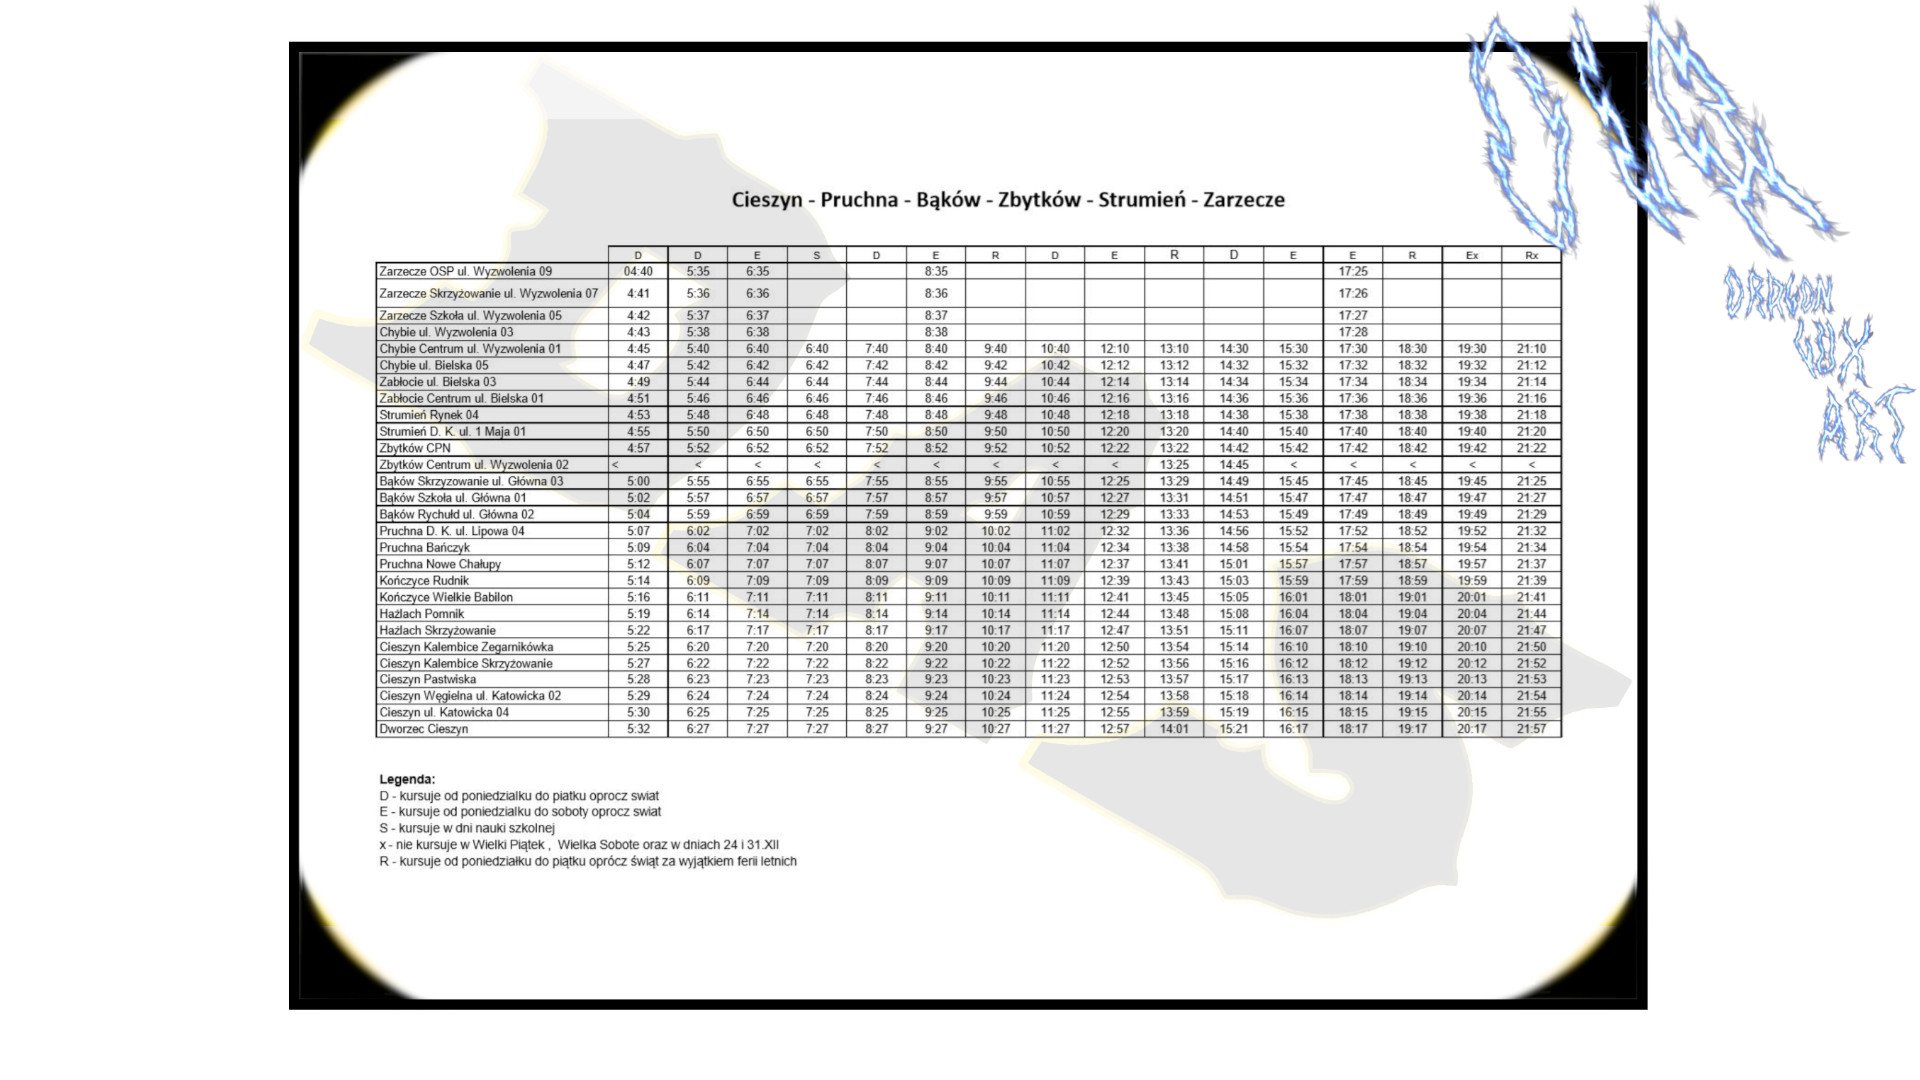 Cieszyn - Pruchna - Bąków - Zbytków - Strumień - Zarzecze
D D E S D E R D E R D E E R Ex Rx
Zarzecze OSP ul. Wyzwolenia 09 04:40 5:35 6:35 8:35 17:25
Zarzecze Skrzyżowanie ul. Wyzwolenia 07 4:41 5:36 6:36 8:36 17:26
Zarzecze Szkoła ul. Wyzwolenia 05 4:42 5:37 6:37 8:37 17:27
Chybie ul. Wyzwolenia 03 4:43 5:38 6:38 8:38 17:28
Chybie Centrum ul. Wyzwolenia 01 4:45 5:40 6:40 6:40 7:40 8:40 9:40 10:40 12:10 13:10 14:30 15:30 17:30 18:30 19:30 21:10
Chybie ul. Bielska 05 4:47 5:42 6:42 6:42 7:42 8:42 9:42 10:42 12:12 13:12 14:32 15:32 17:32 18:32 19:32 21:12
Zabłocie ul. Bielska 03 4:49 5:44 6:44 6:44 7:44 8:44 9:44 10:44 12:14 13:14 14:34 15:34 17:34 18:34 19:34 21:14
Zabłocie Centrum ul. Bielska 01 4:51 5:46 6:46 6:46 7:46 8:46 9:46 10:46 12:16 13:16 14:36 15:36 17:36 18:36 19:36 21:16
Strumień Rynek 04 4:53 5:48 6:48 6:48 7:48 8:48 9:48 10:48 12:18 13:18 14:38 15:38 17:38 18:38 19:38 21:18
Strumień D. K. ul. 1 Maja 01 4:55 5:50 6:50 6:50 7:50 8:50 9:50 10:50 12:20 13:20 14:40 15:40 17:40 18:40 19:40 21:20
Zbytków CPN 4:57 5:52 6:52 6:52 7:52 8:52 9:52 10:52 12:22 13:22 14:42 15:42 17:42 18:42 19:42 21:22
Zbytków Centrum ul. Wyzwolenia 02 < < < < < < < < < 13:25 14:45 < < < < <
Bąków Skrzyzowanie ul. Główna 03 5:00 5:55 6:55 6:55 7:55 8:55 9:55 10:55 12:25 13:29 14:49 15:45 17:45 18:45 19:45 21:25
Bąków Szkoła ul. Główna 01 5:02 5:57 6:57 6:57 7:57 8:57 9:57 10:57 12:27 13:31 14:51 15:47 17:47 18:47 19:47 21:27
Bąków Rychułd ul. Główna 02 5:04 5:59 6:59 6:59 7:59 8:59 9:59 10:59 12:29 13:33 14:53 15:49 17:49 18:49 19:49 21:29
Pruchna D. K. ul. Lipowa 04 5:07 6:02 7:02 7:02 8:02 9:02 10:02 11:02 12:32 13:36 14:56 15:52 17:52 18:52 19:52 21:32
Pruchna Bańczyk 5:09 6:04 7:04 7:04 8:04 9:04 10:04 11:04 12:34 13:38 14:58 15:54 17:54 18:54 19:54 21:34
Pruchna Nowe Chałupy 5:12 6:07 7:07 7:07 8:07 9:07 10:07 11:07 12:37 13:41 15:01 15:57 17:57 18:57 19:57 21:37
Kończyce Rudnik 5:14 6:09 7:09 7:09 8:09 9:09 10:09 11:09 12:39 13:43 15:03 15:59 17:59 18:59 19:59 21:39
Kończyce Wielkie Babilon 5:16 6:11 7:11 7:11 8:11 9:11 10:11 11:11 12:41 13:45 15:05 16:01 18:01 19:01 20:01 21:41
Hażlach Pomnik 5:19 6:14 7:14 7:14 8:14 9:14 10:14 11:14 12:44 13:48 15:08 16:04 18:04 19:04 20:04 21:44
Hażlach Skrzyżowanie 5:22 6:17 7:17 7:17 8:17 9:17 10:17 11:17 12:47 13:51 15:11 16:07 18:07 19:07 20:07 21:47
Cieszyn Kalembice Zegarnikówka 5:25 6:20 7:20 7:20 8:20 9:20 10:20 11:20 12:50 13:54 15:14 16:10 18:10 19:10 20:10 21:50
Cieszyn Kalembice Skrzyżowanie 5:27 6:22 7:22 7:22 8:22 9:22 10:22 11:22 12:52 13:56 15:16 16:12 18:12 19:12 20:12 21:52
Cieszyn Pastwiska 5:28 6:23 7:23 7:23 8:23 9:23 10:23 11:23 12:53 13:57 15:17 16:13 18:13 19:13 20:13 21:53
Cieszyn Węgielna ul. Katowicka 02 5:29 6:24 7:24 7:24 8:24 9:24 10:24 11:24 12:54 13:58 15:18 16:14 18:14 19:14 20:14 21:54
Cieszyn ul. Katowicka 04 5:30 6:25 7:25 7:25 8:25 9:25 10:25 11:25 12:55 13:59 15:19 16:15 18:15 19:15 20:15 21:55
Dworzec Cieszyn 5:32 6:27 7:27 7:27 8:27 9:27 10:27 11:27 12:57 14:01 15:21 16:17 18:17 19:17 20:17 21:57
Legenda:
D - kursuje od poniedzialku do piatku oprocz swiat
E - kursuje od poniedzialku do soboty oprocz swiat
S - kursuje w dni nauki szkolnej
x - nie kursuje w Wielki Piątek , Wielka Sobote oraz w dniach 24 i 31.XII
R - kursuje od poniedziałku do piątku oprócz świąt za wyjątkiem ferii letnich
DRAGON
ART